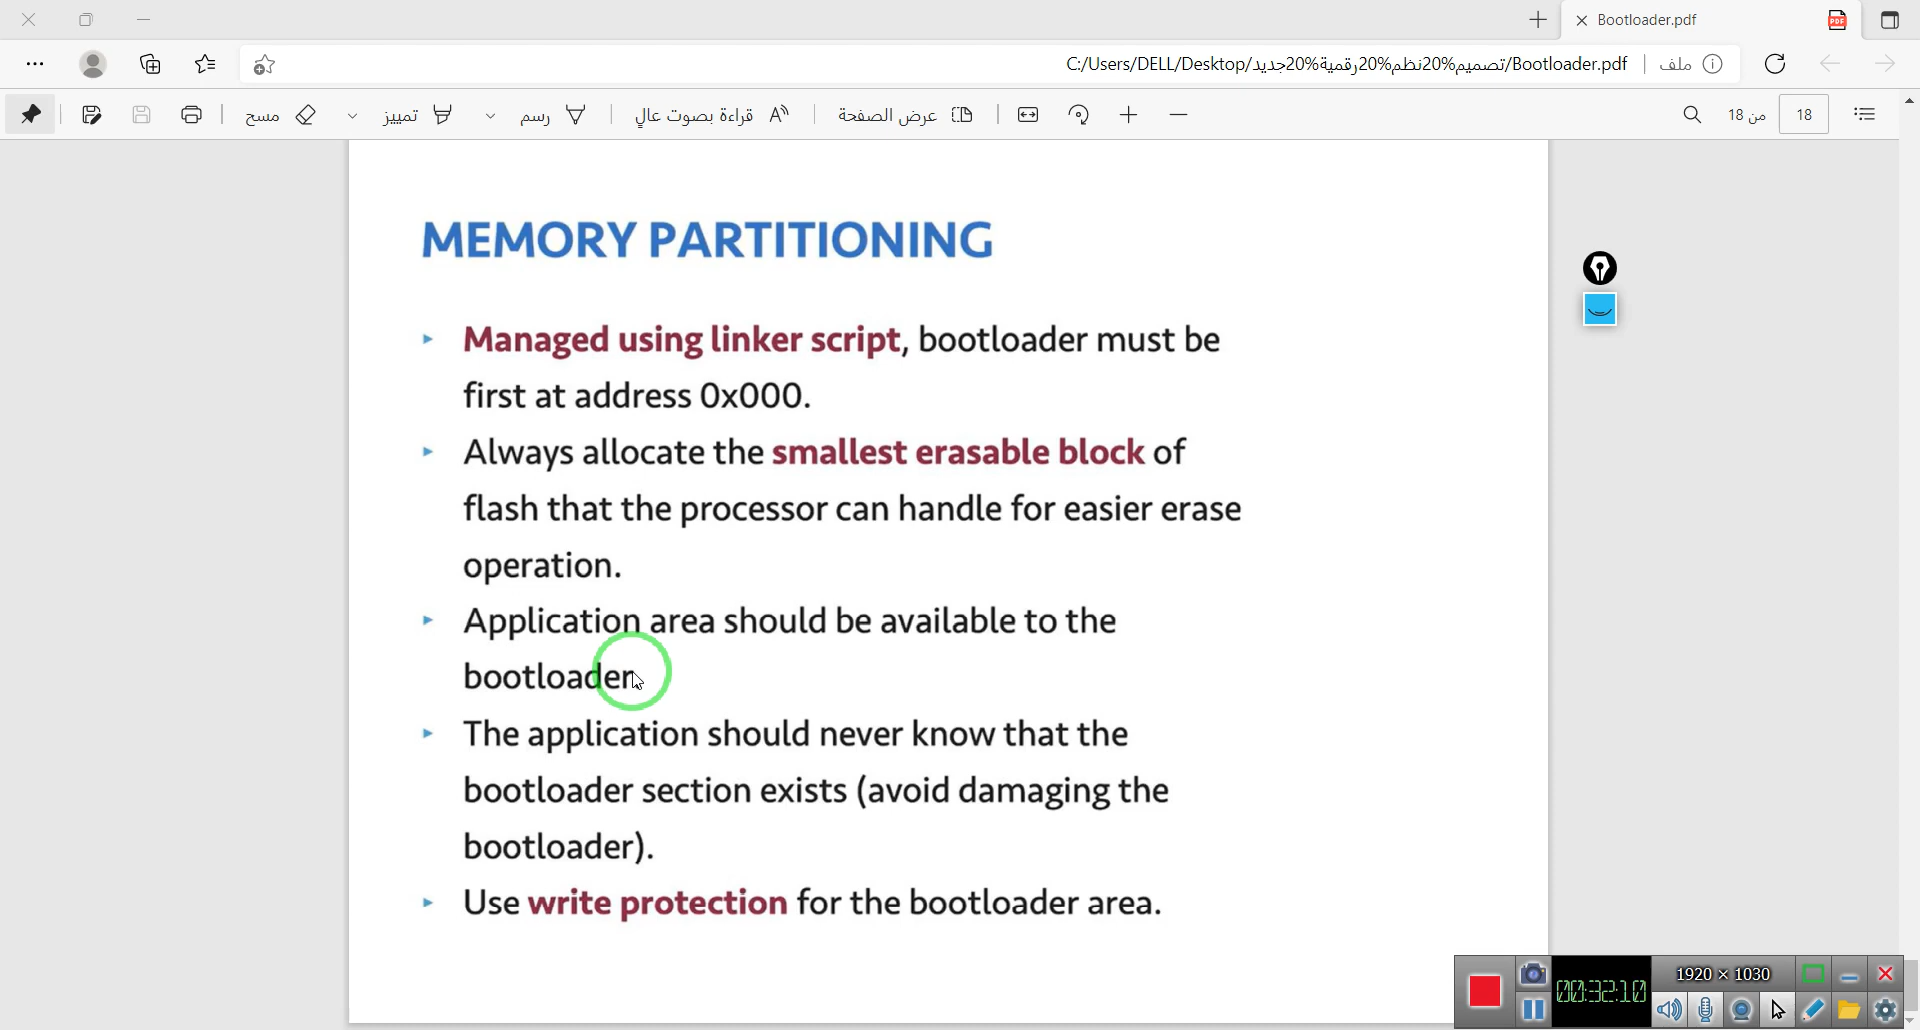 Bootloader.pdf
C:/Users/DELL/Desktop/تصميم%20نظم%20رقمية%20جديد/Bootloader.pdf
ملف
18
من 18
عرض الصفحة
قراءة بصوت عالٍ
رسم
تمييز
مسح
MEMORY PARTITIONING
Managed using linker script, bootloader must be
first at address 0x000.
Always allocate the smallest erasable block of
flash that the processor can handle for easier erase
operation.
Application area should be available to the
bootloader.
The application should never know that the
bootloader section exists (avoid damaging the
bootloader).
Use write protection for the bootloader area.
00:32:10
1920 × 1030